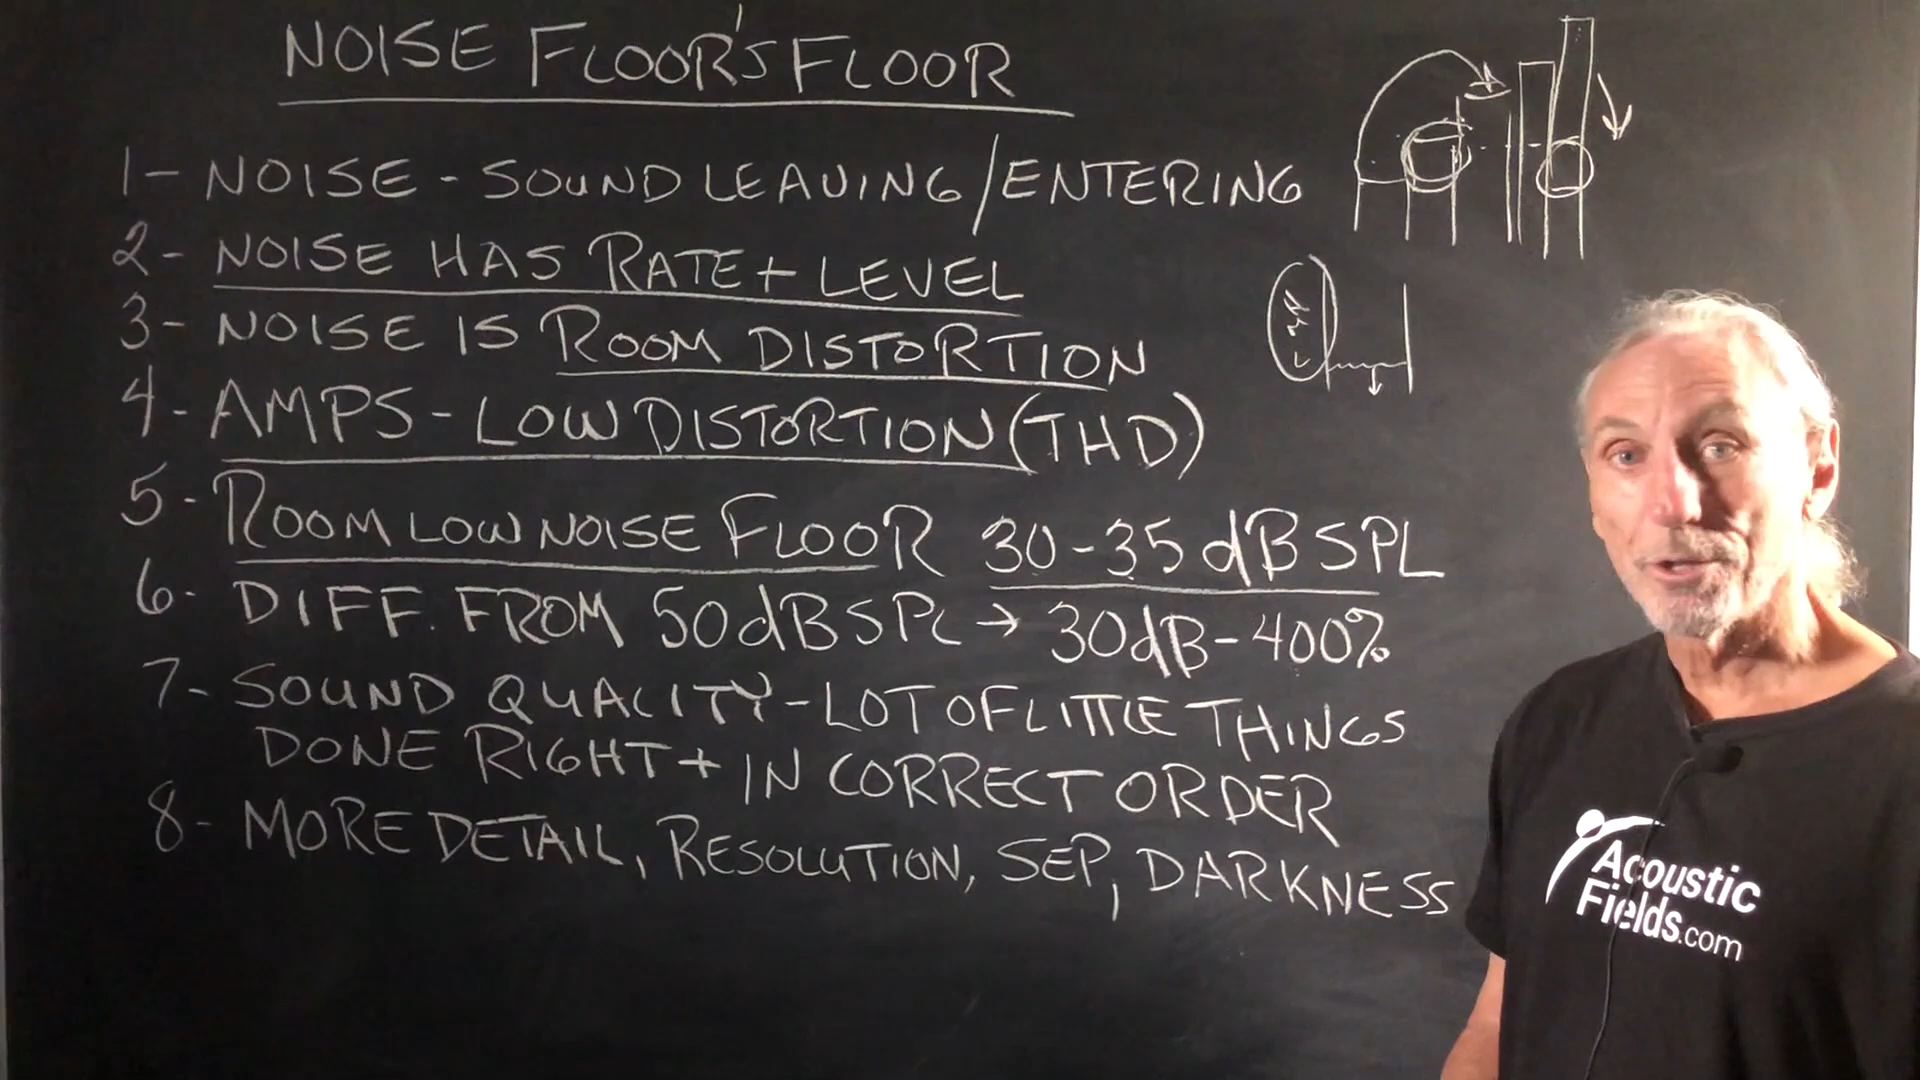 NOISE FLOOR'S FLOOR
1- NOISE - SOUND LEAVING/ENTERING
2- NOISE HAS RATE + LEVEL
3- NOISE IS ROOM DISTORTION
4- AMPS - LOW DISTORTION (THD)
5- ROOM LOW NOISE FLOOR 30-35 dB SPL
6- DIFF. FROM 50 dB SPL → 30dB - 400%
7- SOUND QUALITY - LOT OF LITTLE THINGS
DONE RIGHT + IN CORRECT ORDER
8- MORE DETAIL, RESOLUTION, SEP, DARKNESS
Acoustic
Fields.com